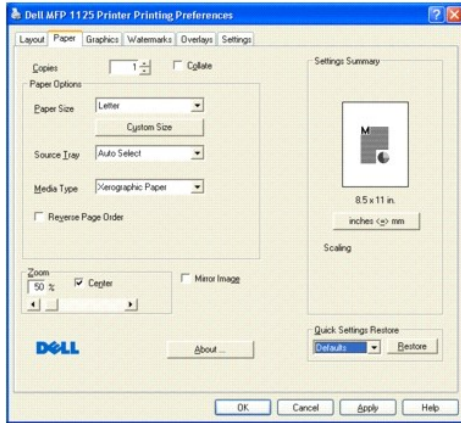 Dell MFP 1125 Printer Printing Preferences
Layout Paper Graphics Watermarks Overlays Settings
Copies 1 Collate
Paper Options
Paper Size Letter
Custom Size
Source Tray Auto Select
Media Type Xerographic Paper
Reverse Page Order
Zoom
50 % Center
Mirror Image
DELL
About ...
Settings Summary
M
8.5 x 11 in.
inches <=> mm
Scaling
Quick Settings Restore
Defaults Restore
OK Cancel Apply Help